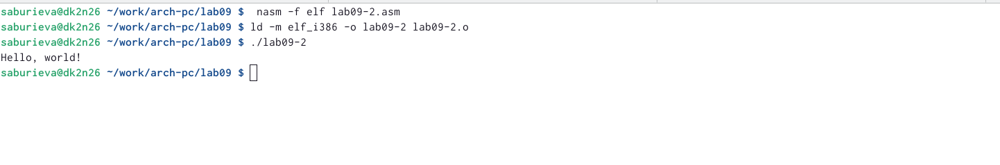 saburieva@dk2n26 ~/work/arch-pc/lab09 $  nasm -f elf lab09-2.asm
saburieva@dk2n26 ~/work/arch-pc/lab09 $ ld -m elf_i386 -o lab09-2 lab09-2.o
saburieva@dk2n26 ~/work/arch-pc/lab09 $ ./lab09-2
Hello, world!
saburieva@dk2n26 ~/work/arch-pc/lab09 $